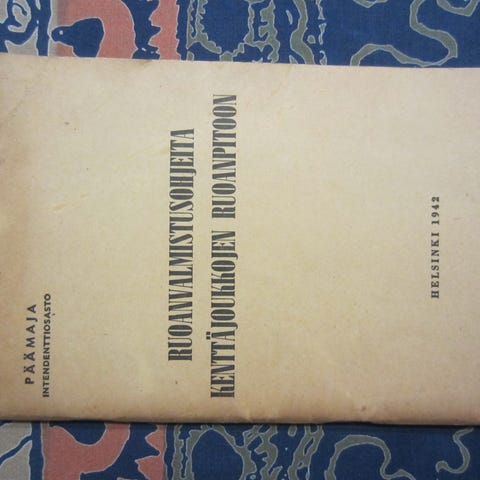 PÄÄMAJA
INTENDENTTIOSASTO
RUOANVALMISTUSOHJEITA
KENTTÄJOUKKOJEN RUOANPITOON
HELSINKI 1942